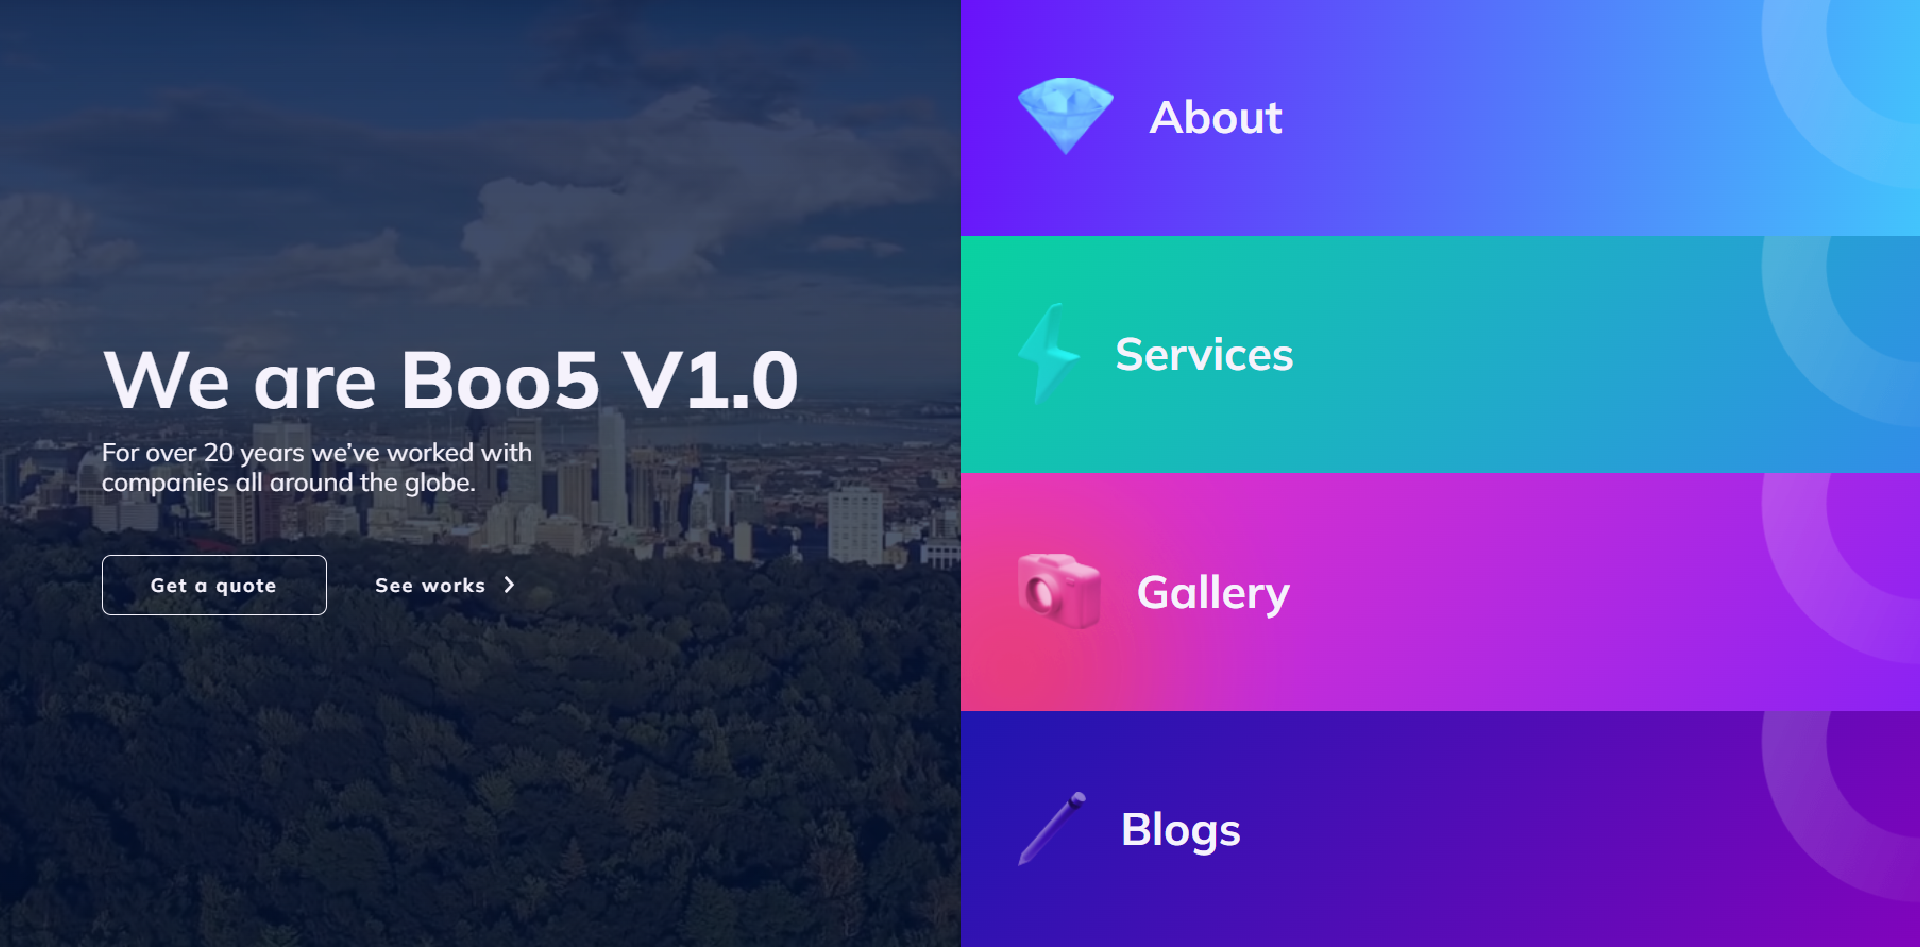 We are Boo5 V1.0
For over 20 years we've worked with
companies all around the globe.
Get a quote
See works
About
Services
Gallery
Blogs